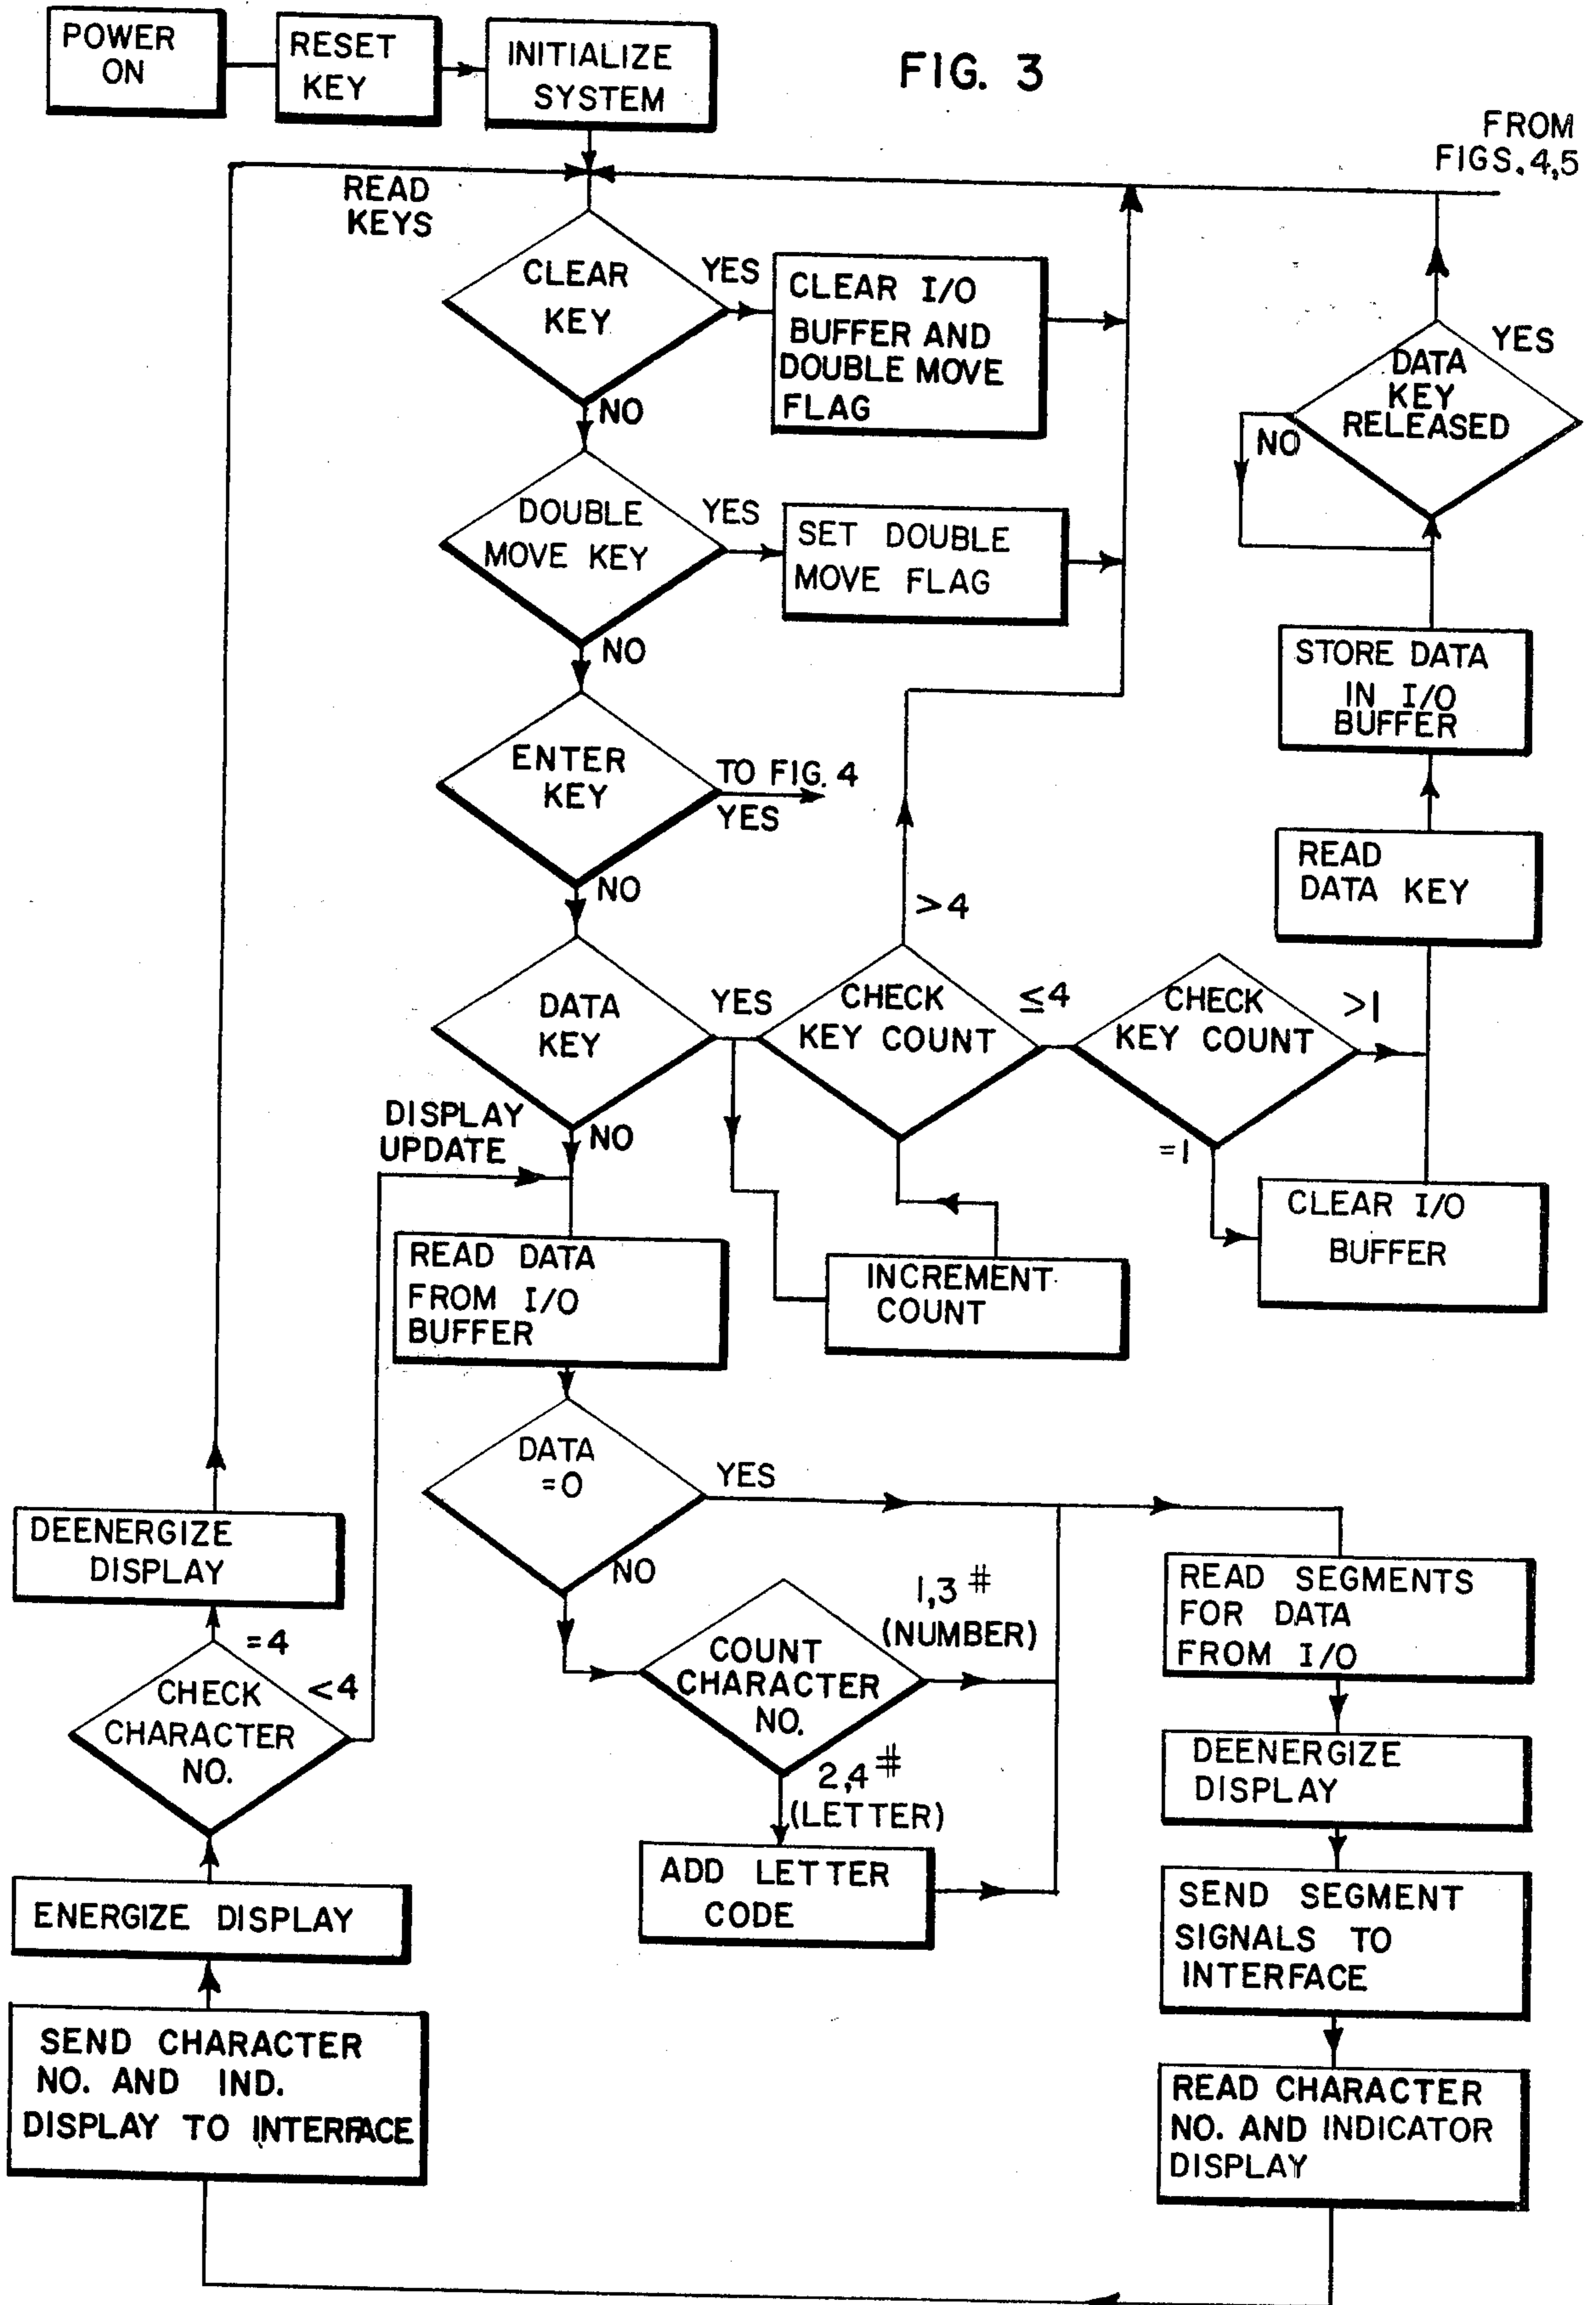 POWER
ON
RESET
KEY
INITIALIZE
SYSTEM
FIG. 3
FROM
FIGS. 4,5
READ
KEYS
CLEAR
KEY
YES
NO
CLEAR I/O
BUFFER AND
DOUBLE MOVE
FLAG
DATA
KEY
RELEASED
YES
NO
DOUBLE
MOVE KEY
YES
NO
SET DOUBLE
MOVE FLAG
STORE DATA
IN I/O
BUFFER
ENTER
KEY
TO FIG. 4
YES
NO
READ
DATA KEY
>4
DATA
KEY
YES
NO
CHECK
KEY COUNT
≤4
CHECK
KEY COUNT
>1
=1
DISPLAY
UPDATE
CLEAR I/O
BUFFER
READ DATA
FROM I/O
BUFFER
INCREMENT
COUNT
DATA
=0
YES
NO
DEENERGIZE
DISPLAY
=4
CHECK
CHARACTER
NO.
<4
COUNT
CHARACTER
NO.
1,3 #
(NUMBER)
2,4 #
(LETTER)
ADD LETTER
CODE
READ SEGMENTS
FOR DATA
FROM I/O
DEENERGIZE
DISPLAY
SEND SEGMENT
SIGNALS TO
INTERFACE
READ CHARACTER
NO. AND INDICATOR
DISPLAY
ENERGIZE DISPLAY
SEND CHARACTER
NO. AND IND.
DISPLAY TO INTERFACE